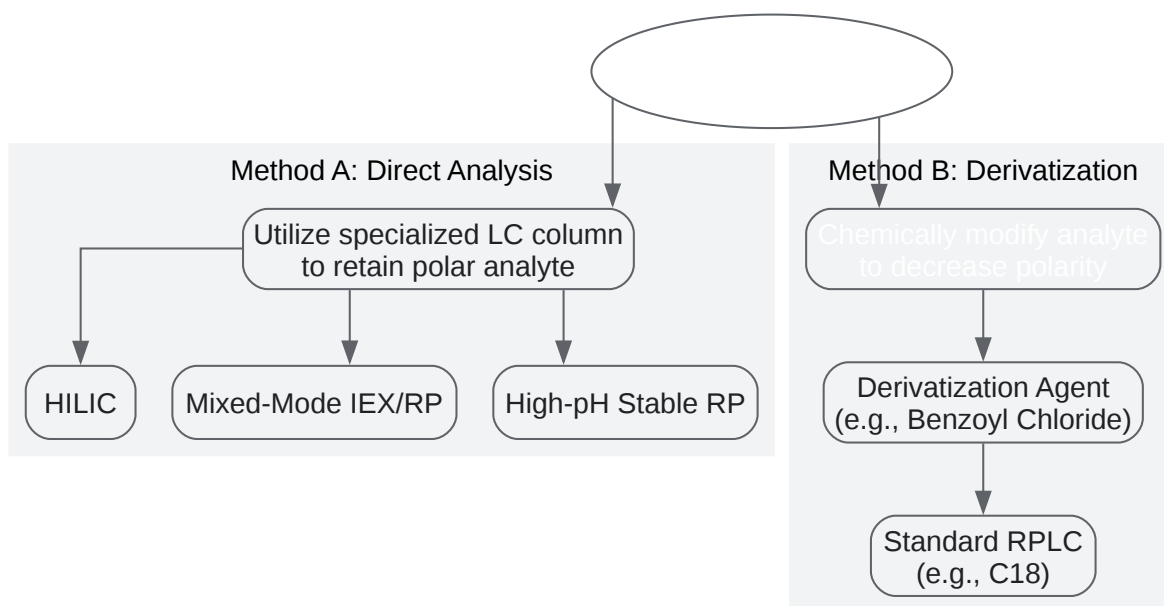 Method A: Direct Analysis
Utilize specialized LC column
to retain polar analyte
HILIC
Mixed-Mode IEX/RP
High-pH Stable RP
Method B: Derivatization
Chemically modify analyte
to decrease polarity
Derivatization Agent
(e.g., Benzoyl Chloride)
Standard RPLC
(e.g., C18)